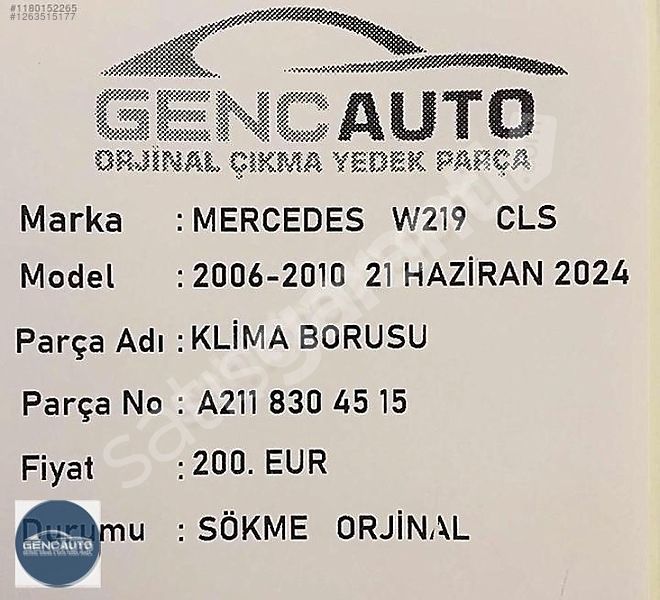 #1180152265
#1263515177
GENCAUTO
ORJİNAL ÇIKMA YEDEK PARÇA
Marka : MERCEDES W219 CLS
Model : 2006-2010 21 HAZİRAN 2024
Parça Adı : KLİMA BORUSU
Parça No : A211 830 45 15
Fiyat : 200. EUR
Durumu : SÖKME ORJİNAL
GENCAUTO